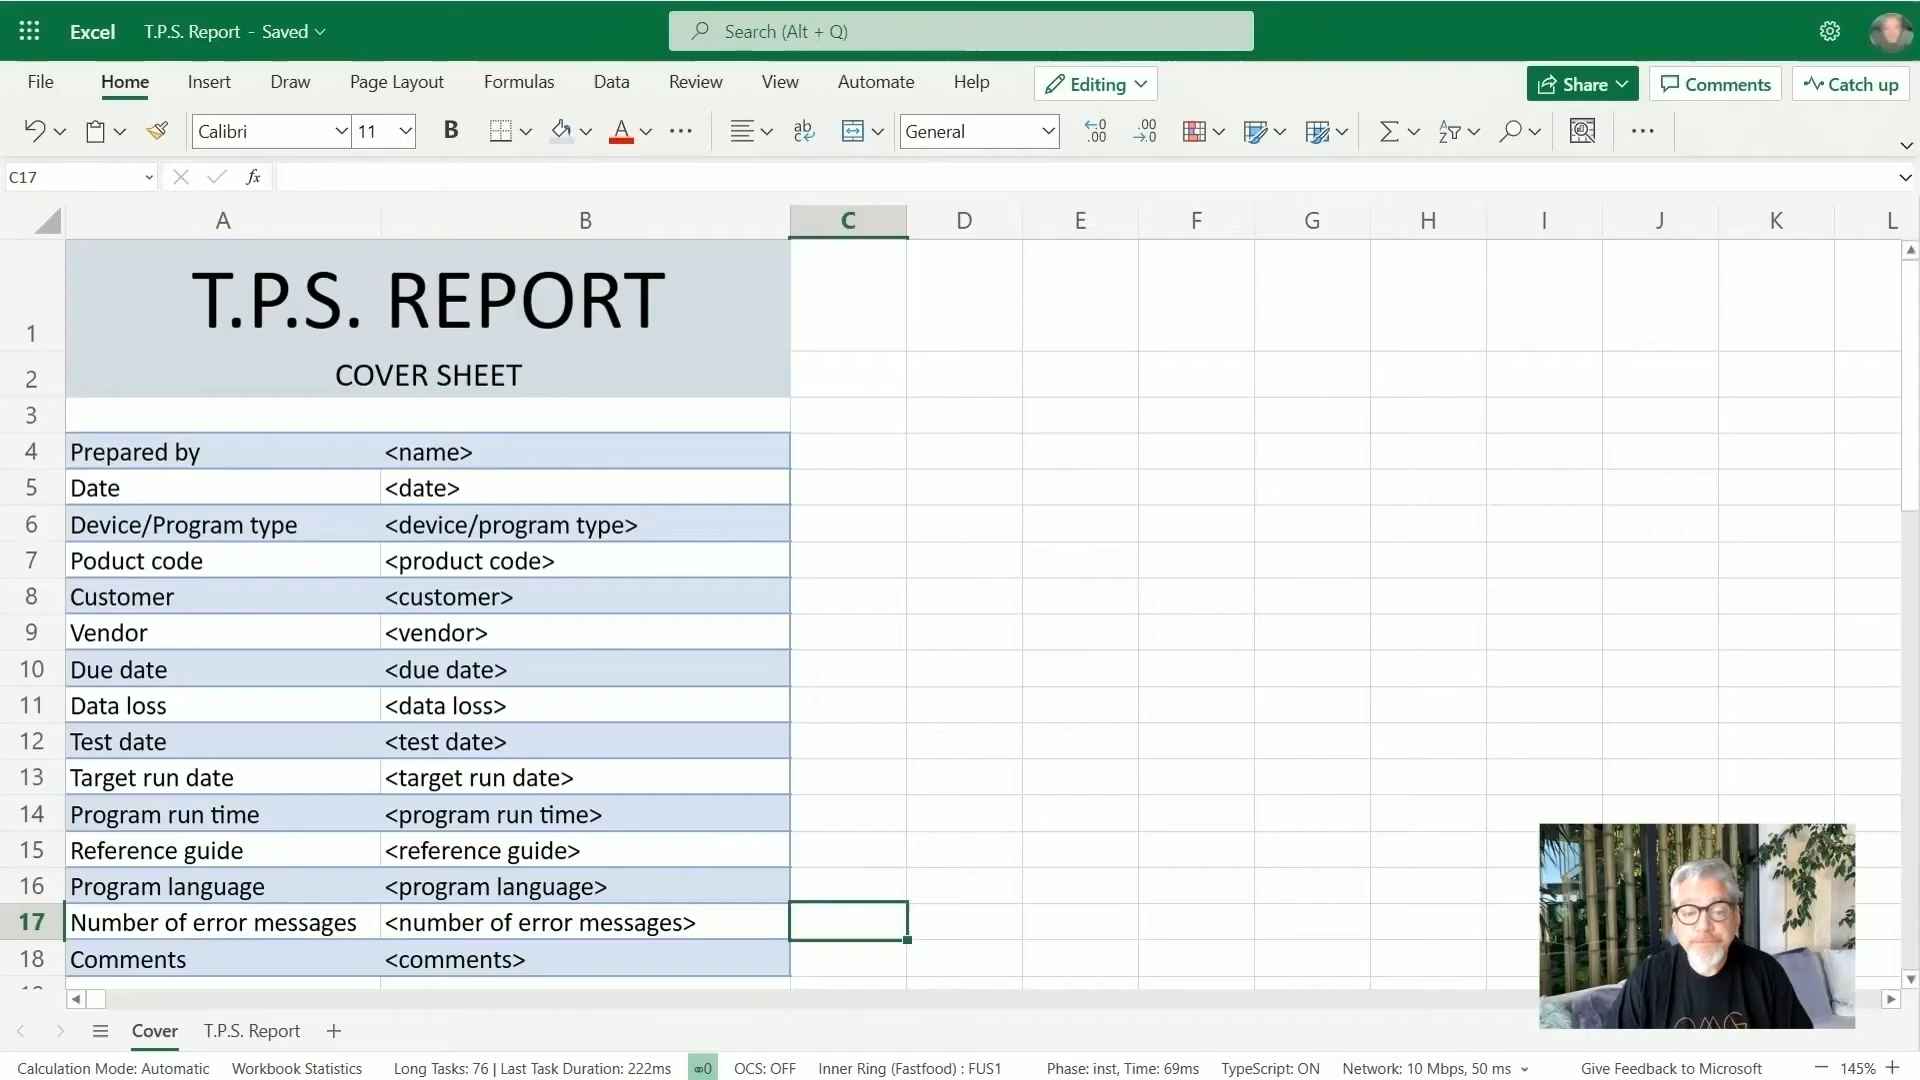 Excel T.P.S. Report - Saved Search (Alt + Q)
File Home Insert Draw Page Layout Formulas Data Review View Automate Help Editing Share Comments Catch up
Calibri 11 B A ab General .00 .00
C17 fx
A B C D E F G H I J K L
1 T.P.S. REPORT
2 COVER SHEET
3
4 Prepared by <name>
5 Date <date>
6 Device/Program type <device/program type>
7 Poduct code <product code>
8 Customer <customer>
9 Vendor <vendor>
10 Due date <due date>
11 Data loss <data loss>
12 Test date <test date>
13 Target run date <target run date>
14 Program run time <program run time>
15 Reference guide <reference guide>
16 Program language <program language>
17 Number of error messages <number of error messages>
18 Comments <comments>
OMG
Cover T.P.S. Report
Calculation Mode: Automatic Workbook Statistics Long Tasks: 76 | Last Task Duration: 222ms 0 OCS: OFF Inner Ring (Fastfood) : FUS1 Phase: inst, Time: 69ms TypeScript: ON Network: 10 Mbps, 50 ms Give Feedback to Microsoft 145%